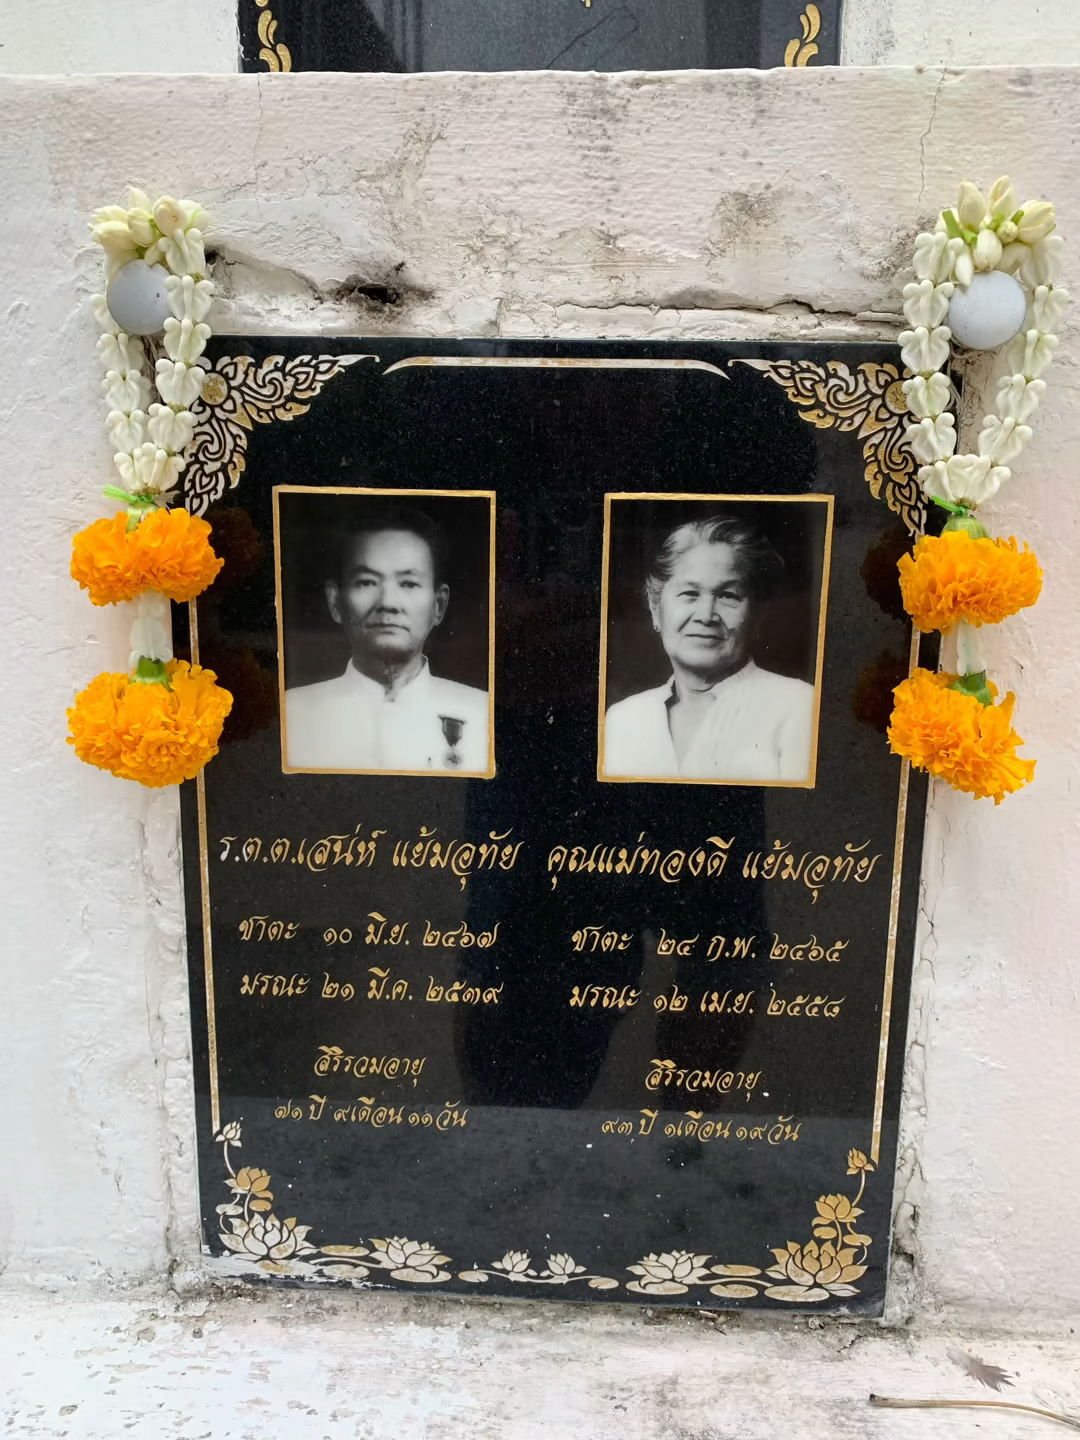 ร.ต.ต.เสน่ห์ แย้มอุทัย
ชาตะ ๑๐ มิ.ย. ๒๔๖๗
มรณะ ๒๑ มี.ค. ๒๕๓๙
สิริรวมอายุ
๗๑ ปี ๙เดือน ๑๑ วัน
คุณแม่ทองดี แย้มอุทัย
ชาตะ ๒๔ ก.พ. ๒๔๖๕
มรณะ ๑๒ เม.ย. ๒๕๕๘
สิริรวมอายุ
๙๓ ปี ๑เดือน ๑๙ วัน